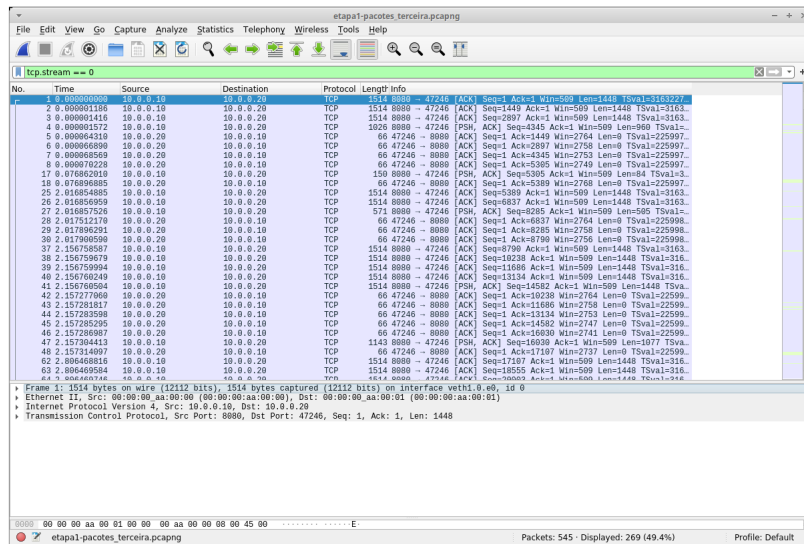 etapa1-pacotes_terceira.pcapng
File Edit View Go Capture Analyze Statistics Telephony Wireless Tools Help
tcp.stream == 0
No. Time Source Destination Protocol Length Info
1 0.000000000 10.0.0.10 10.0.0.20 TCP 1514 8080 → 47246 [ACK] Seq=1 Ack=1 Win=509 Len=1448 TSval=3163227…
2 0.000001186 10.0.0.10 10.0.0.20 TCP 1514 8080 → 47246 [ACK] Seq=1449 Ack=1 Win=509 Len=1448 TSval=3163…
3 0.000001416 10.0.0.10 10.0.0.20 TCP 1514 8080 → 47246 [ACK] Seq=2897 Ack=1 Win=509 Len=1448 TSval=3163…
4 0.000001572 10.0.0.10 10.0.0.20 TCP 1026 8080 → 47246 [PSH, ACK] Seq=4345 Ack=1 Win=509 Len=960 TSval=…
5 0.000064310 10.0.0.20 10.0.0.10 TCP 66 47246 → 8080 [ACK] Seq=1 Ack=1449 Win=2764 Len=0 TSval=225997…
6 0.000066890 10.0.0.20 10.0.0.10 TCP 66 47246 → 8080 [ACK] Seq=1 Ack=2897 Win=2758 Len=0 TSval=225997…
7 0.000068569 10.0.0.20 10.0.0.10 TCP 66 47246 → 8080 [ACK] Seq=1 Ack=4345 Win=2753 Len=0 TSval=225997…
8 0.000070228 10.0.0.20 10.0.0.10 TCP 66 47246 → 8080 [ACK] Seq=1 Ack=5305 Win=2749 Len=0 TSval=225997…
17 0.076862010 10.0.0.10 10.0.0.20 TCP 150 8080 → 47246 [PSH, ACK] Seq=5305 Ack=1 Win=509 Len=84 TSval=3…
18 0.076896885 10.0.0.20 10.0.0.10 TCP 66 47246 → 8080 [ACK] Seq=1 Ack=5389 Win=2768 Len=0 TSval=225997…
25 2.016854885 10.0.0.10 10.0.0.20 TCP 1514 8080 → 47246 [ACK] Seq=5389 Ack=1 Win=509 Len=1448 TSval=3163…
26 2.016856959 10.0.0.10 10.0.0.20 TCP 1514 8080 → 47246 [ACK] Seq=6837 Ack=1 Win=509 Len=1448 TSval=3163…
27 2.016857526 10.0.0.10 10.0.0.20 TCP 571 8080 → 47246 [PSH, ACK] Seq=8285 Ack=1 Win=509 Len=505 TSval=…
28 2.017512170 10.0.0.20 10.0.0.10 TCP 66 47246 → 8080 [ACK] Seq=1 Ack=6837 Win=2764 Len=0 TSval=225998…
29 2.017896291 10.0.0.20 10.0.0.10 TCP 66 47246 → 8080 [ACK] Seq=1 Ack=8285 Win=2758 Len=0 TSval=225998…
30 2.017900590 10.0.0.20 10.0.0.10 TCP 66 47246 → 8080 [ACK] Seq=1 Ack=8790 Win=2756 Len=0 TSval=225998…
37 2.156758587 10.0.0.10 10.0.0.20 TCP 1514 8080 → 47246 [ACK] Seq=8790 Ack=1 Win=509 Len=1448 TSval=3163…
38 2.156759679 10.0.0.10 10.0.0.20 TCP 1514 8080 → 47246 [ACK] Seq=10238 Ack=1 Win=509 Len=1448 TSval=316…
39 2.156759994 10.0.0.10 10.0.0.20 TCP 1514 8080 → 47246 [ACK] Seq=11686 Ack=1 Win=509 Len=1448 TSval=316…
40 2.156760249 10.0.0.10 10.0.0.20 TCP 1514 8080 → 47246 [ACK] Seq=13134 Ack=1 Win=509 Len=1448 TSval=316…
41 2.156760504 10.0.0.10 10.0.0.20 TCP 1514 8080 → 47246 [PSH, ACK] Seq=14582 Ack=1 Win=509 Len=1448 TSva…
42 2.157277060 10.0.0.20 10.0.0.10 TCP 66 47246 → 8080 [ACK] Seq=1 Ack=10238 Win=2764 Len=0 TSval=22599…
43 2.157281817 10.0.0.20 10.0.0.10 TCP 66 47246 → 8080 [ACK] Seq=1 Ack=11686 Win=2758 Len=0 TSval=22599…
44 2.157283598 10.0.0.20 10.0.0.10 TCP 66 47246 → 8080 [ACK] Seq=1 Ack=13134 Win=2753 Len=0 TSval=22599…
45 2.157285295 10.0.0.20 10.0.0.10 TCP 66 47246 → 8080 [ACK] Seq=1 Ack=14582 Win=2747 Len=0 TSval=22599…
46 2.157286987 10.0.0.20 10.0.0.10 TCP 66 47246 → 8080 [ACK] Seq=1 Ack=16030 Win=2741 Len=0 TSval=22599…
47 2.157304413 10.0.0.10 10.0.0.20 TCP 1143 8080 → 47246 [PSH, ACK] Seq=16030 Ack=1 Win=509 Len=1077 TSva…
48 2.157314097 10.0.0.20 10.0.0.10 TCP 66 47246 → 8080 [ACK] Seq=1 Ack=17107 Win=2737 Len=0 TSval=22599…
62 2.806468816 10.0.0.10 10.0.0.20 TCP 1514 8080 → 47246 [ACK] Seq=17107 Ack=1 Win=509 Len=1448 TSval=316…
63 2.806469584 10.0.0.10 10.0.0.20 TCP 1514 8080 → 47246 [ACK] Seq=18555 Ack=1 Win=509 Len=1448 TSval=316…
Frame 1: 1514 bytes on wire (12112 bits), 1514 bytes captured (12112 bits) on interface veth1.0.e0, id 0
Ethernet II, Src: 00:00:00_aa:00:00 (00:00:00:aa:00:00), Dst: 00:00:00_aa:00:01 (00:00:00:aa:00:01)
Internet Protocol Version 4, Src: 10.0.0.10, Dst: 10.0.0.20
Transmission Control Protocol, Src Port: 8080, Dst Port: 47246, Seq: 1, Ack: 1, Len: 1448
0000 00 00 00 aa 00 01 00 00 00 aa 00 00 08 00 45 00 ········ ······E·
etapa1-pacotes_terceira.pcapng Packets: 545 · Displayed: 269 (49.4%) Profile: Default